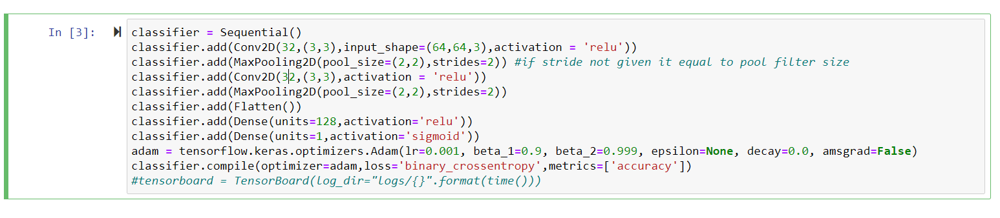 In [3]:
classifier = Sequential()
classifier.add(Conv2D(32,(3,3),input_shape=(64,64,3),activation = 'relu'))
classifier.add(MaxPooling2D(pool_size=(2,2),strides=2)) #if stride not given it equal to pool filter size
classifier.add(Conv2D(32,(3,3),activation = 'relu'))
classifier.add(MaxPooling2D(pool_size=(2,2),strides=2))
classifier.add(Flatten())
classifier.add(Dense(units=128,activation='relu'))
classifier.add(Dense(units=1,activation='sigmoid'))
adam = tensorflow.keras.optimizers.Adam(lr=0.001, beta_1=0.9, beta_2=0.999, epsilon=None, decay=0.0, amsgrad=False)
classifier.compile(optimizer=adam,loss='binary_crossentropy',metrics=['accuracy'])
#tensorboard = TensorBoard(log_dir="logs/{}".format(time()))